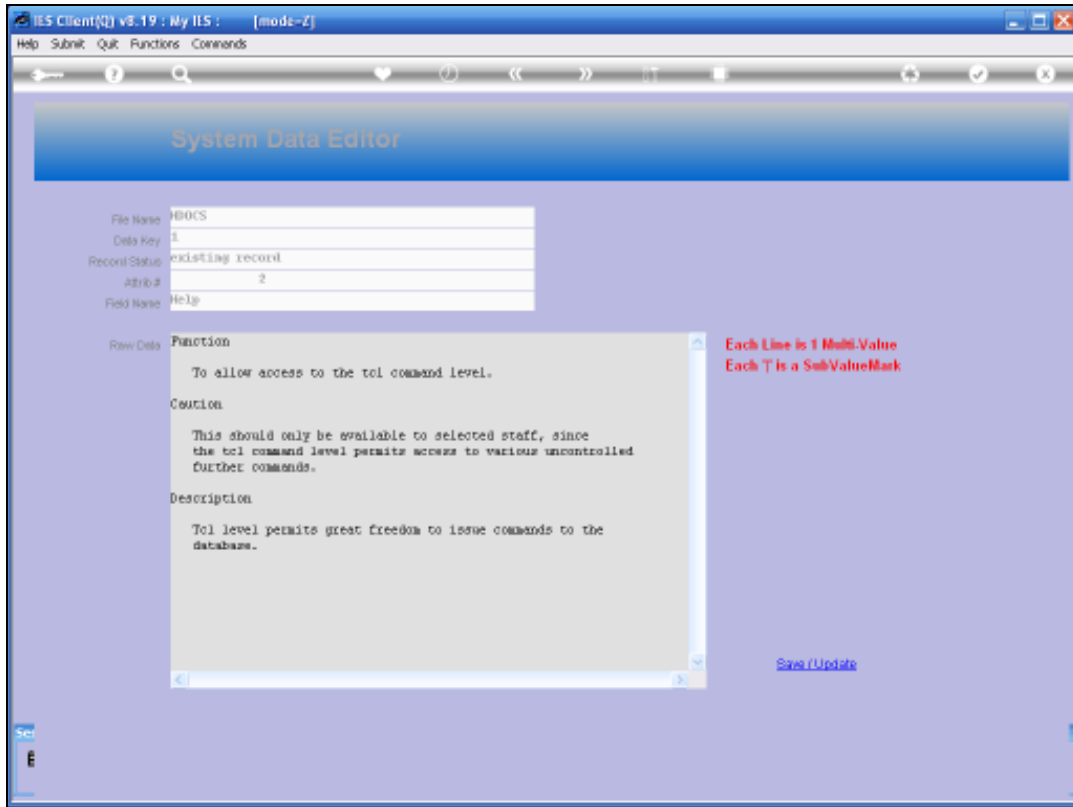 IES Client(Q) v8.19 : My IES : [mode-Z]
Help Submit Quit Functions Commands
System Data Editor
File Name HDOCS
Data Key 1
Record Status existing record
Attrib # 2
Field Name Help
Raw Data Function
To allow access to the tcl command level.
Caution
This should only be available to selected staff, since
the tcl command level permits access to various uncontrolled
further commands.
Description
Tcl level permits great freedom to issue commands to the
database.
Each Line is 1 Multi-Value
Each '|' is a SubValueMark
Save / Update